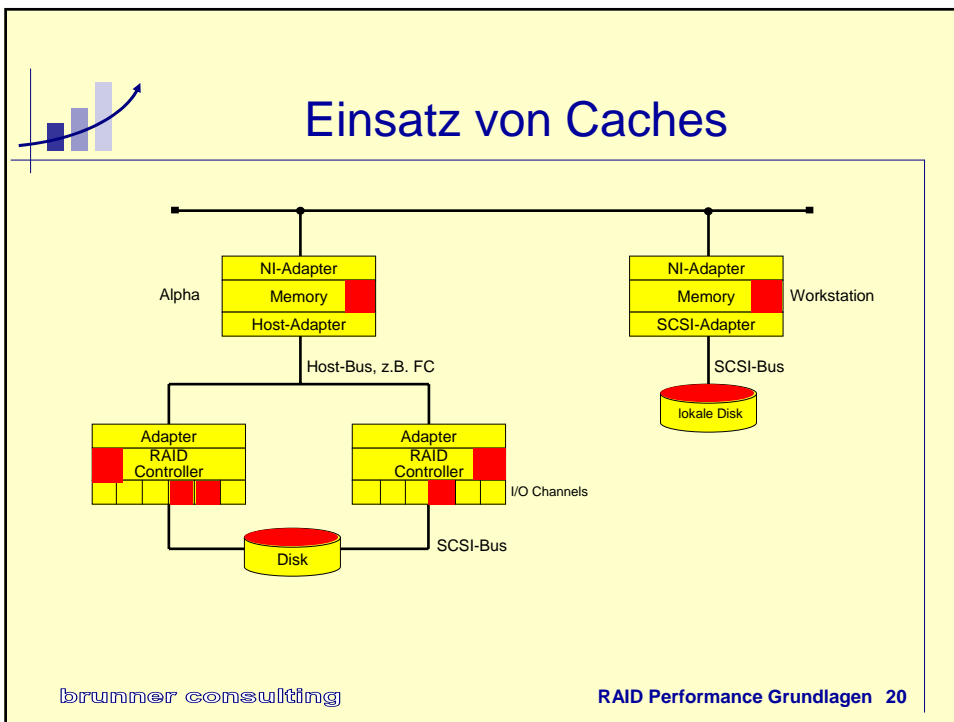 Einsatz von Caches
NI-Adapter
Alpha
Memory
Host-Adapter
NI-Adapter
Memory
Workstation
SCSI-Adapter
Host-Bus, z.B. FC
SCSI-Bus
lokale Disk
Adapter
RAID
Controller
Adapter
RAID
Controller
I/O Channels
SCSI-Bus
Disk
brunner consulting
RAID Performance Grundlagen 20